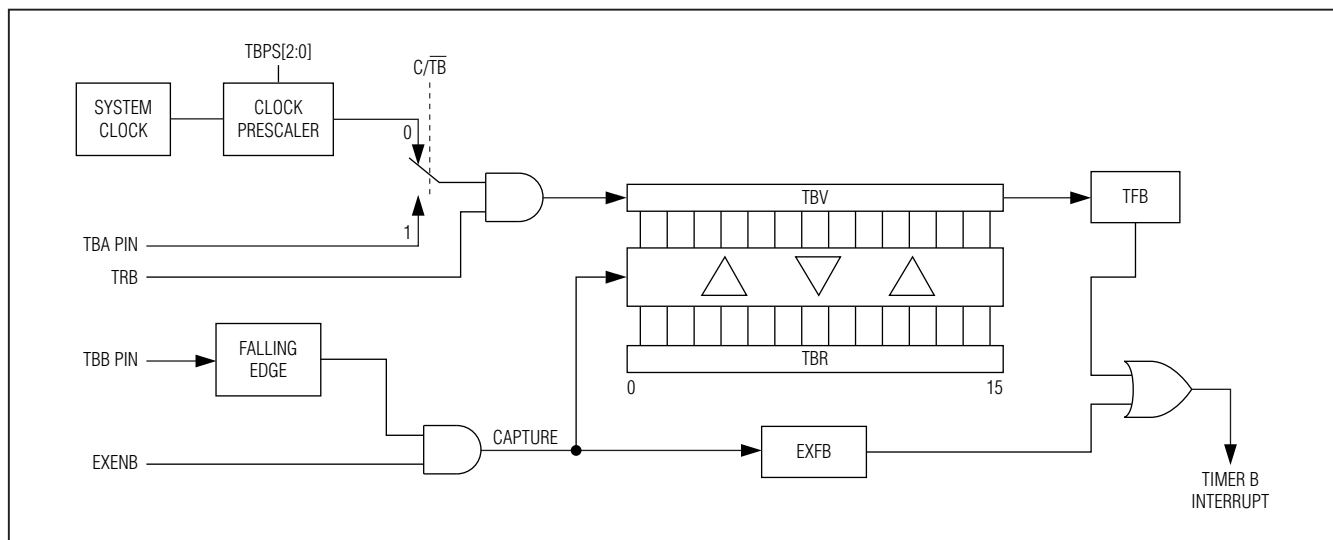 TBPS[2:0]
C/T̅B̅
SYSTEM
CLOCK
CLOCK
PRESCALER
0
1
TBA PIN
TRB
TBV
TFB
TBB PIN
FALLING
EDGE
TBR
0
15
EXENB
CAPTURE
EXFB
TIMER B
INTERRUPT